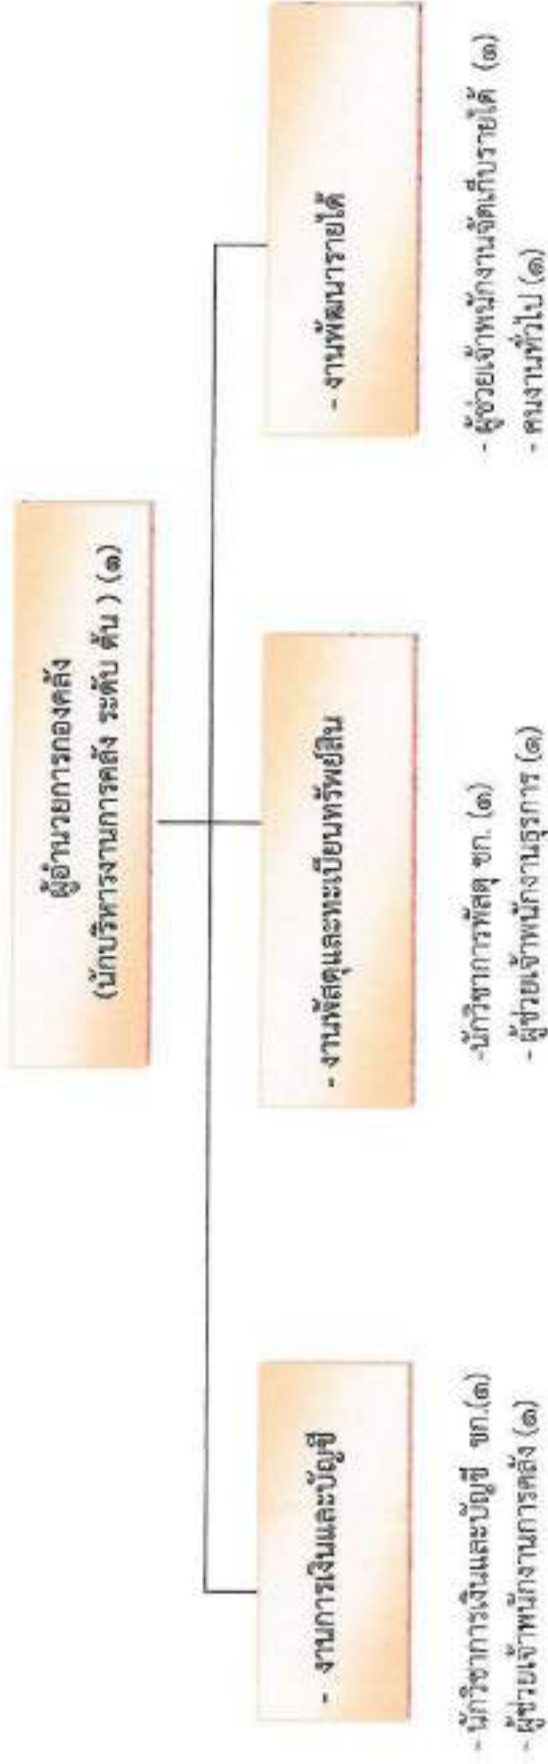 ผู้อำนวยการกองคลัง
(นักบริหารงานการคลัง ระดับ ต้น ) (๑)
- งานการเงินและบัญชี
- งานพัสดุและทะเบียนทรัพย์สิน
- งานพัฒนารายได้
- นักวิชาการเงินและบัญชี ชก.(๑)
- ผู้ช่วยเจ้าพนักงานการคลัง (๑)
-นักวิชาการพัสดุ ชก. (๑)
- ผู้ช่วยเจ้าพนักงานธุรการ (๑)
- ผู้ช่วยเจ้าพนักงานจัดเก็บรายได้ (๑)
- คนงานทั่วไป (๑)